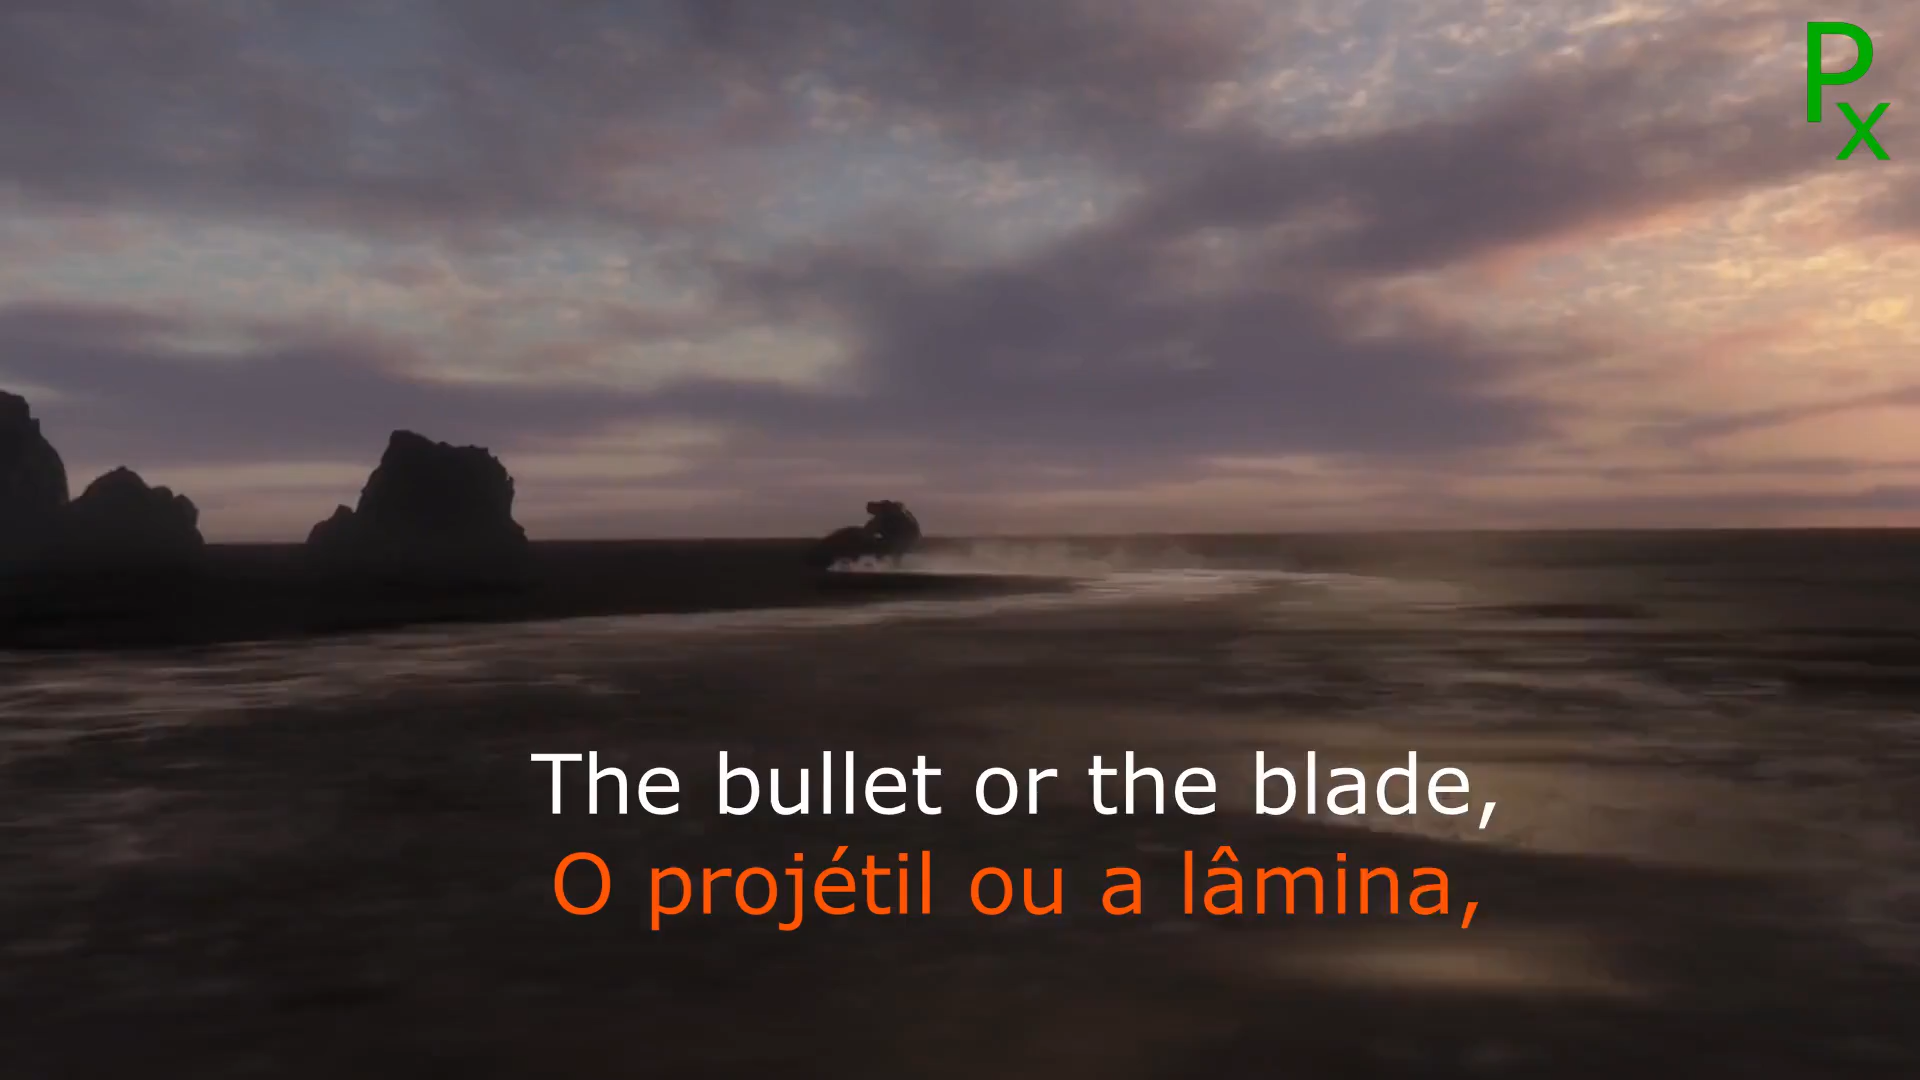 P
x
The bullet or the blade,
O projétil ou a lâmina,